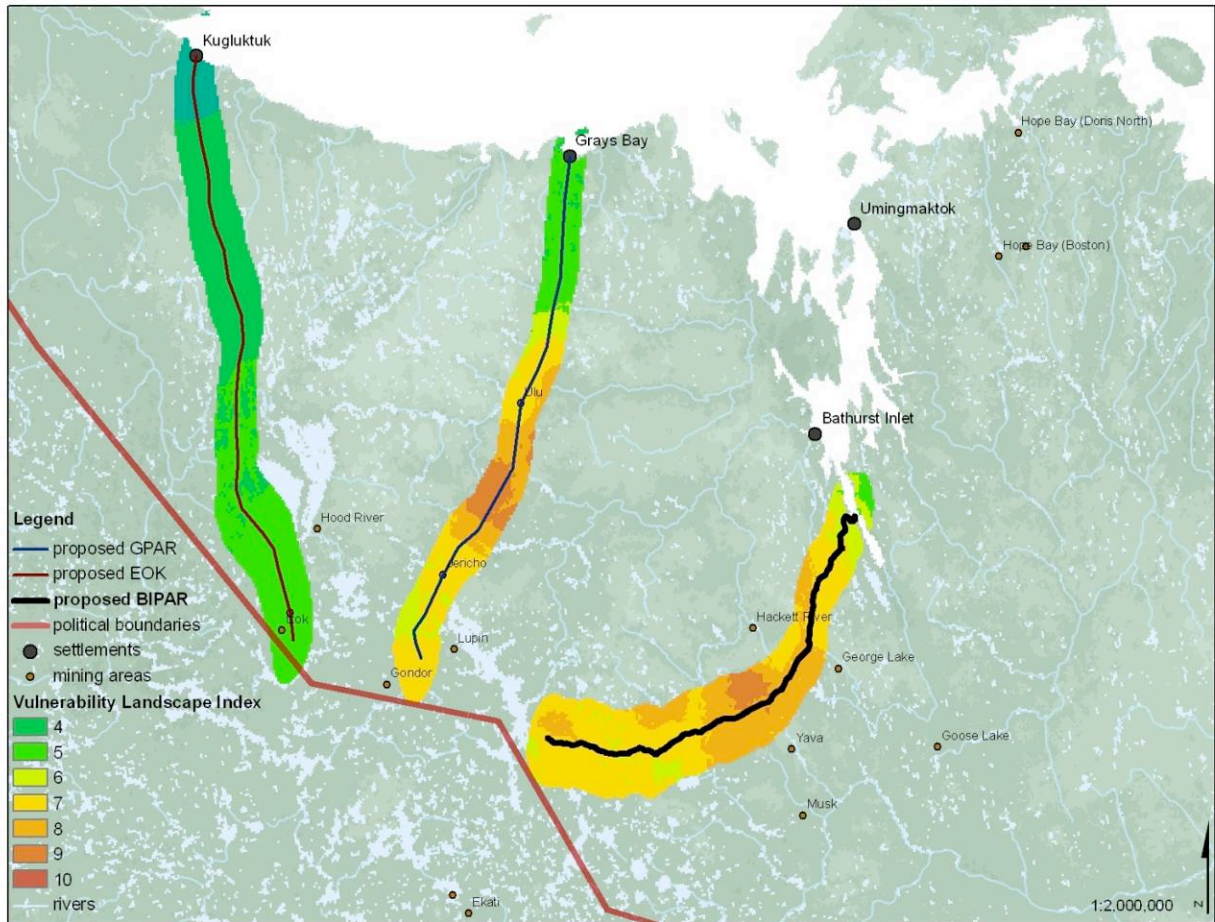 Kugluktuk
Hope Bay (Doris North)
Grays Bay
Umingmaktok
Hope Bay (Boston)
Ulu
Bathurst Inlet
Legend
Hood River
proposed GPAR
Jericho
proposed EOK
proposed BIPAR
Hackett River
political boundaries
Lupin
settlements
George Lake
mining areas
Gondor
Vulnerability Landscape Index
4
Yava
Goose Lake
5
6
7
Musk
8
9
10
Ekati
rivers
1:2,000,000
N